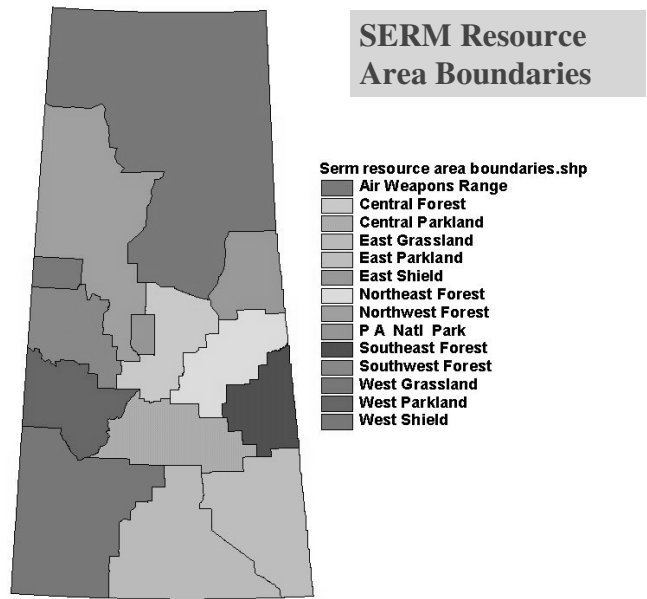 SERM Resource
Area Boundaries
Serm resource area boundaries.shp
Air Weapons Range
Central Forest
Central Parkland
East Grassland
East Parkland
East Shield
Northeast Forest
Northwest Forest
P A Natl Park
Southeast Forest
Southwest Forest
West Grassland
West Parkland
West Shield